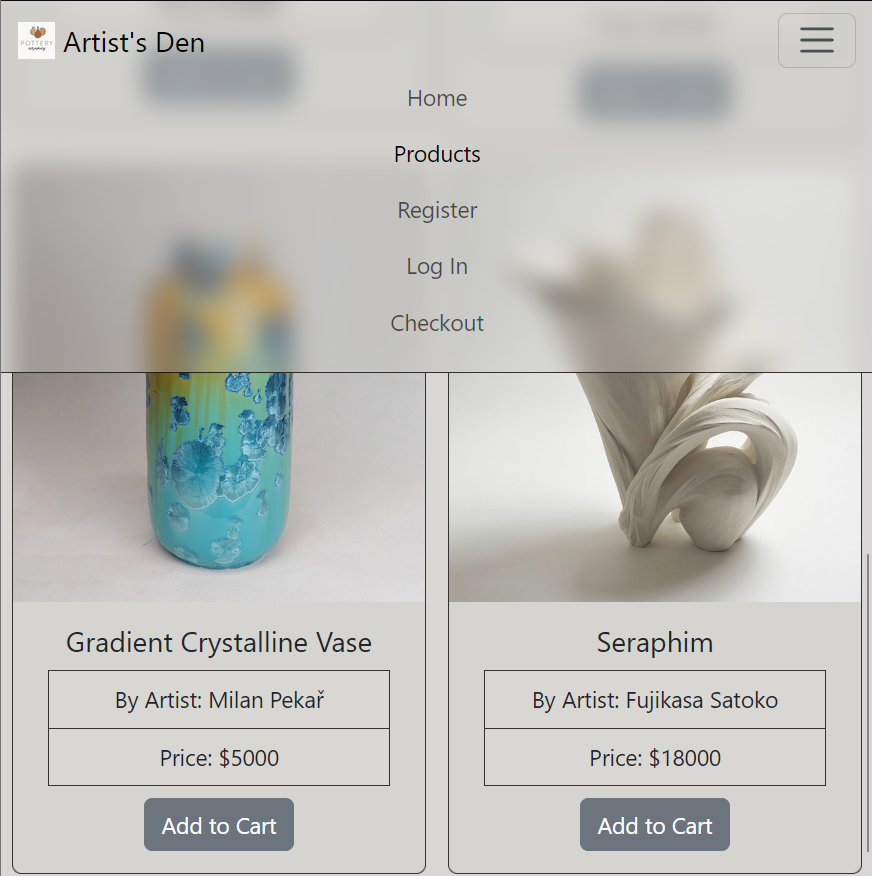 POTTERY
Artist's Den
Home
Products
Register
Log In
Checkout
Gradient Crystalline Vase
By Artist: Milan Pekař
Price: $5000
Add to Cart
Seraphim
By Artist: Fujikasa Satoko
Price: $18000
Add to Cart